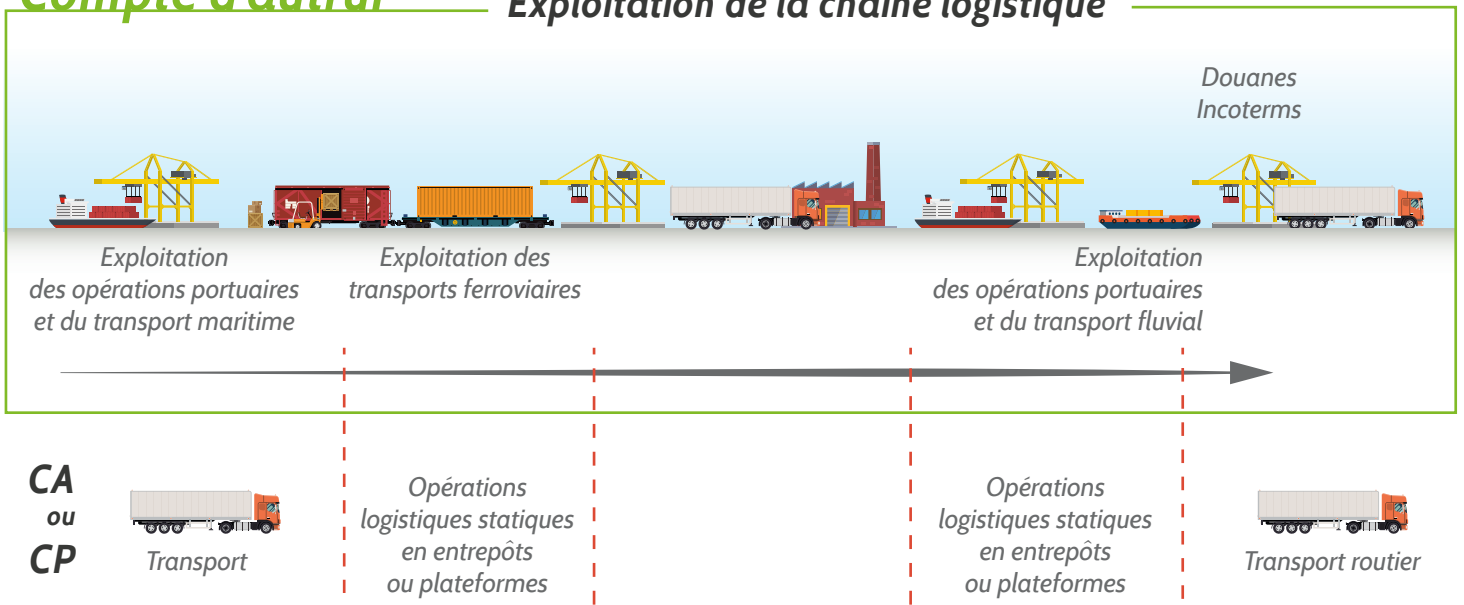 Compte d'autrui
Exploitation de la chaîne logistique
Douanes
Incoterms
Exploitation
des opérations portuaires
et du transport maritime
Exploitation des
transports ferroviaires
Exploitation
des opérations portuaires
et du transport fluvial
CA
ou
CP
Transport
Opérations
logistiques statiques
en entrepôts
ou plateformes
Opérations
logistiques statiques
en entrepôts
ou plateformes
Transport routier